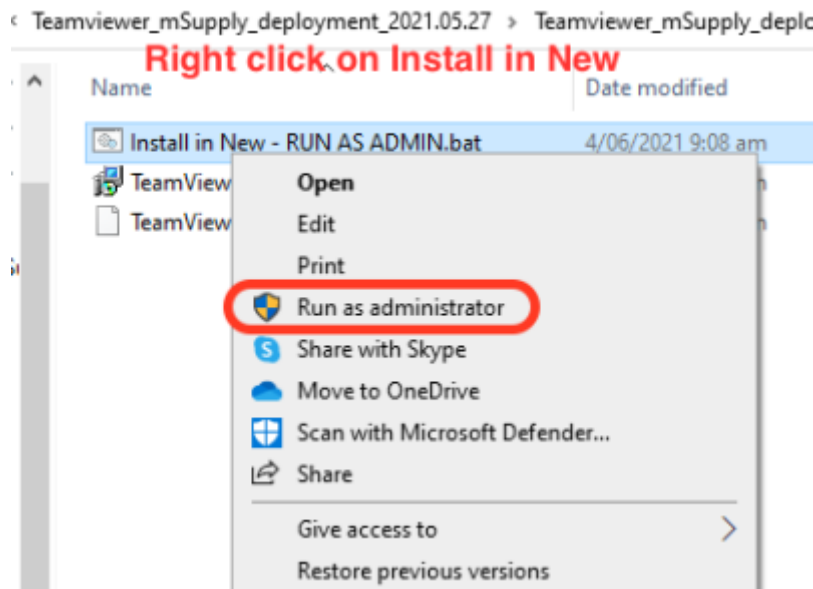 Teamviewer_mSupply_deployment_2021.05.27 > Teamviewer_mSupply_deplo
Right click on Install in New
Name Date modified
Install in New - RUN AS ADMIN.bat 4/06/2021 9:08 am
TeamView
TeamView
Open
Edit
Print
Run as administrator
Share with Skype
Move to OneDrive
Scan with Microsoft Defender...
Share
Give access to
Restore previous versions